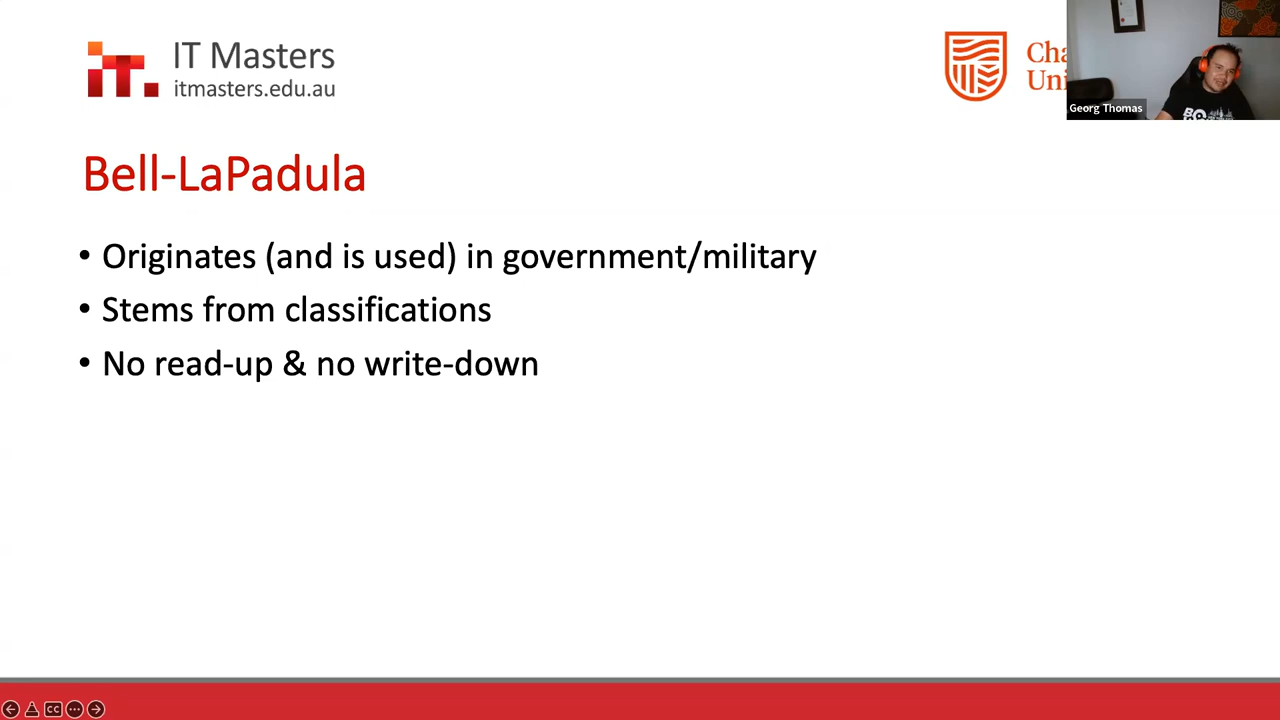 IT Masters
itmasters.edu.au
Georg Thomas
Bell-LaPadula
• Originates (and is used) in government/military
• Stems from classifications
• No read-up & no write-down